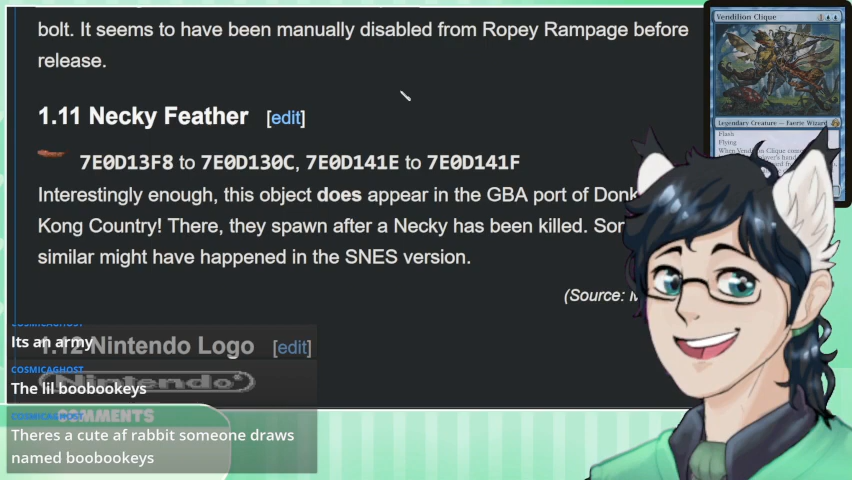 bolt. It seems to have been manually disabled from Ropey Rampage before
release.
1.11 Necky Feather [edit]
7E0D13F8 to 7E0D130C, 7E0D141E to 7E0D141F
Interestingly enough, this object does appear in the GBA port of Donk
Kong Country! There, they spawn after a Necky has been killed.
similar might have happened in the SNES version.
(Source:
1.12 Nintendo Logo [edit]
Nintendo
COMMENTS
COSMICAGHOST
Its an army
COSMICAGHOST
The lil boobookeys
COSMICAGHOST
Theres a cute af rabbit someone draws
named boobookeys
Vendilion Clique
Legendary Creature — Faerie Wizard
Flash
Flying